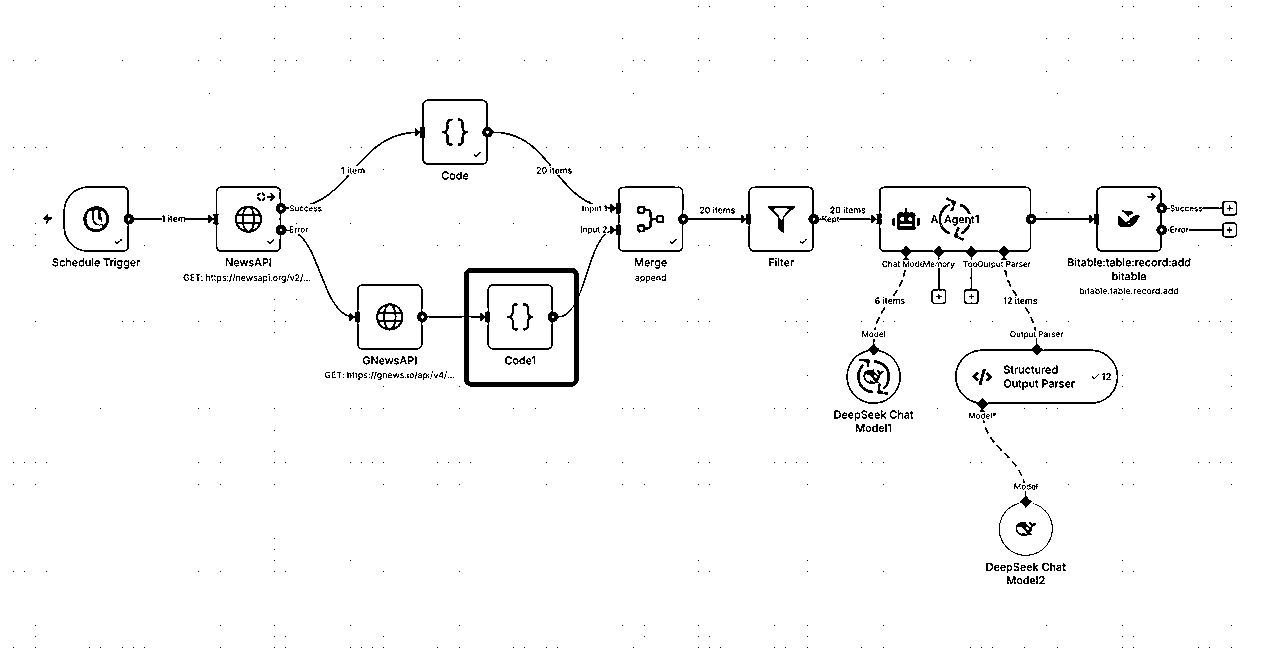 {}
Code
1 item
20 items
1 item
Success
Error
Schedule Trigger
NewsAPI
GET: https://newsapi.org/v2/...
Input 1
Input 2
Merge
append
20 items
Filter
20 items
Kept
Agent1
Chat Model
Memory
Output Parser
Success
Error
Bitable:table:record:add
bitable
bitable:table:record:add
{}
Code1
GNewsAPI
GET: https://gnews.io/api/v4/...
6 items
12 items
Model
Output Parser
DeepSeek Chat
Model1
</>
Structured
Output Parser
12
Model*
Model
DeepSeek Chat
Model2